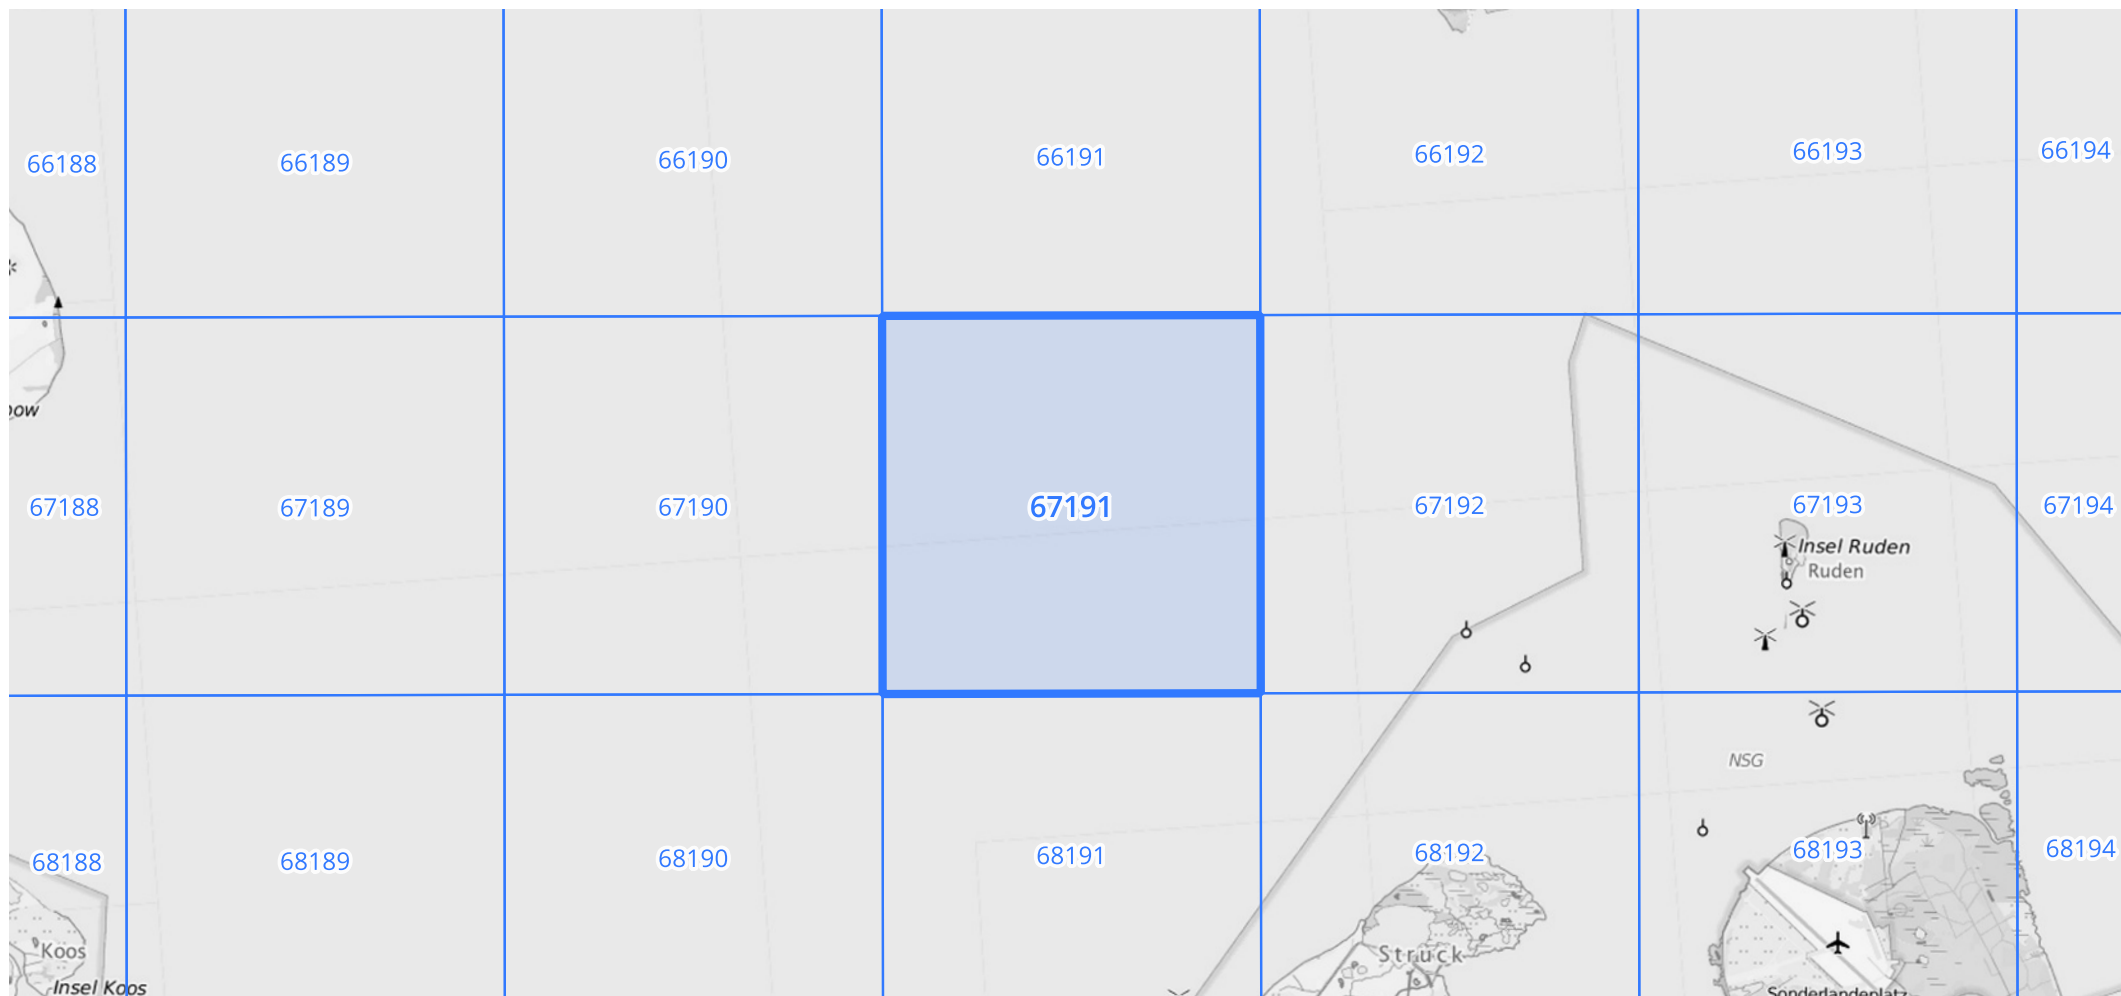 66188 66189 66190 66191 66192 66193 66194
67188 67189 67190 67191 67192 67193 67194
Insel Ruden
Ruden
NSG
68188 68189 68190 68191 68192 68193 68194
Koos
Struck
Insel Koos
Sonderlandeplatz